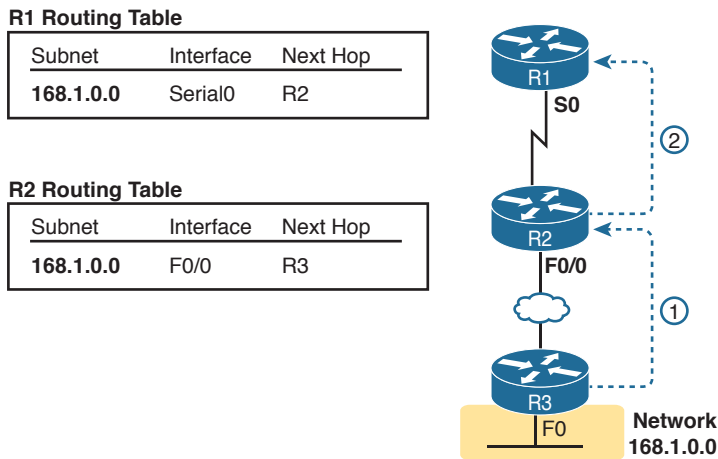 R1 Routing Table
Subnet Interface Next Hop
168.1.0.0 Serial0 R2
R2 Routing Table
Subnet Interface Next Hop
168.1.0.0 F0/0 R3
R1
S0
2
R2
F0/0
1
R3
F0
Network
168.1.0.0